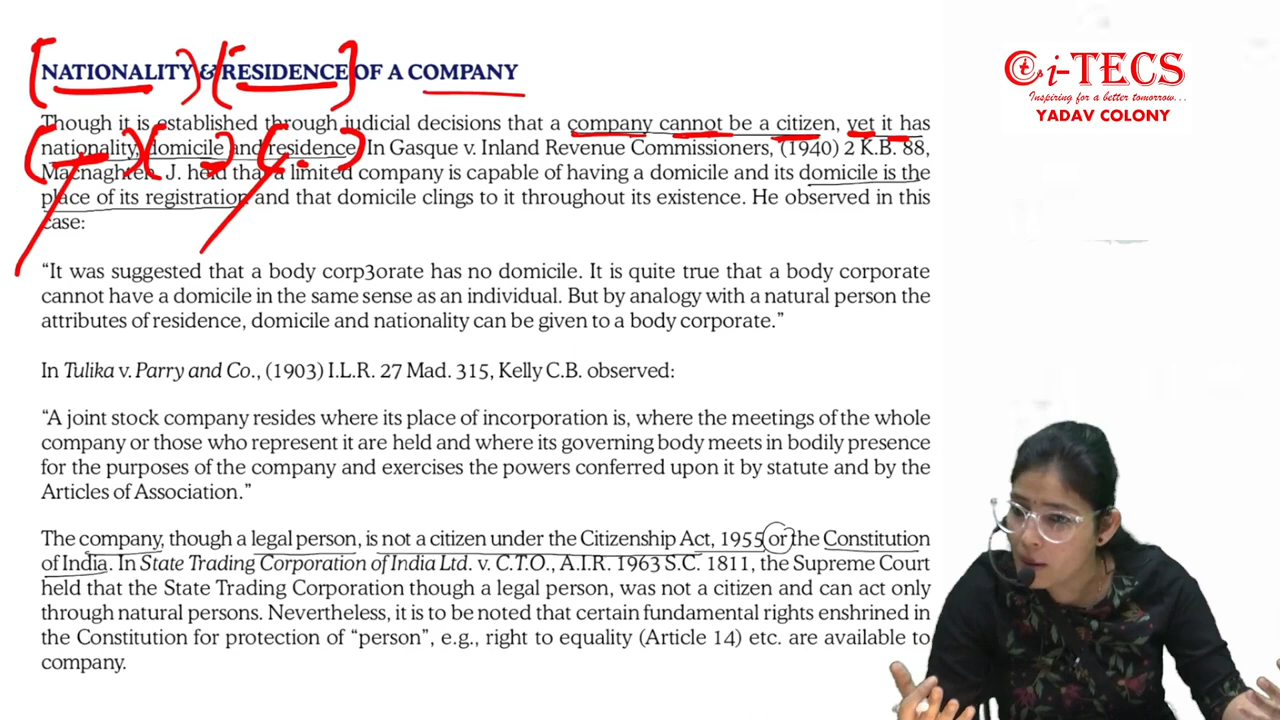 NATIONALITY & RESIDENCE OF A COMPANY
i-TECS
Inspiring for a better tomorrow...
YADAV COLONY
Though it is established through judicial decisions that a company cannot be a citizen, yet it has
nationality, domicile and residence. In Gasque v. Inland Revenue Commissioners, (1940) 2 K.B. 88,
Macnaghten. J. held that a limited company is capable of having a domicile and its domicile is the
place of its registration and that domicile clings to it throughout its existence. He observed in this
case:
“It was suggested that a body corp3orate has no domicile. It is quite true that a body corporate
cannot have a domicile in the same sense as an individual. But by analogy with a natural person the
attributes of residence, domicile and nationality can be given to a body corporate.”
In Tulika v. Parry and Co., (1903) I.L.R. 27 Mad. 315, Kelly C.B. observed:
“A joint stock company resides where its place of incorporation is, where the meetings of the whole
company or those who represent it are held and where its governing body meets in bodily presence
for the purposes of the company and exercises the powers conferred upon it by statute and by the
Articles of Association.”
The company, though a legal person, is not a citizen under the Citizenship Act, 1955 or the Constitution
of India. In State Trading Corporation of India Ltd. v. C.T.O., A.I.R. 1963 S.C. 1811, the Supreme Court
held that the State Trading Corporation though a legal person, was not a citizen and can act only
through natural persons. Nevertheless, it is to be noted that certain fundamental rights enshrined in
the Constitution for protection of “person”, e.g., right to equality (Article 14) etc. are available to
company.